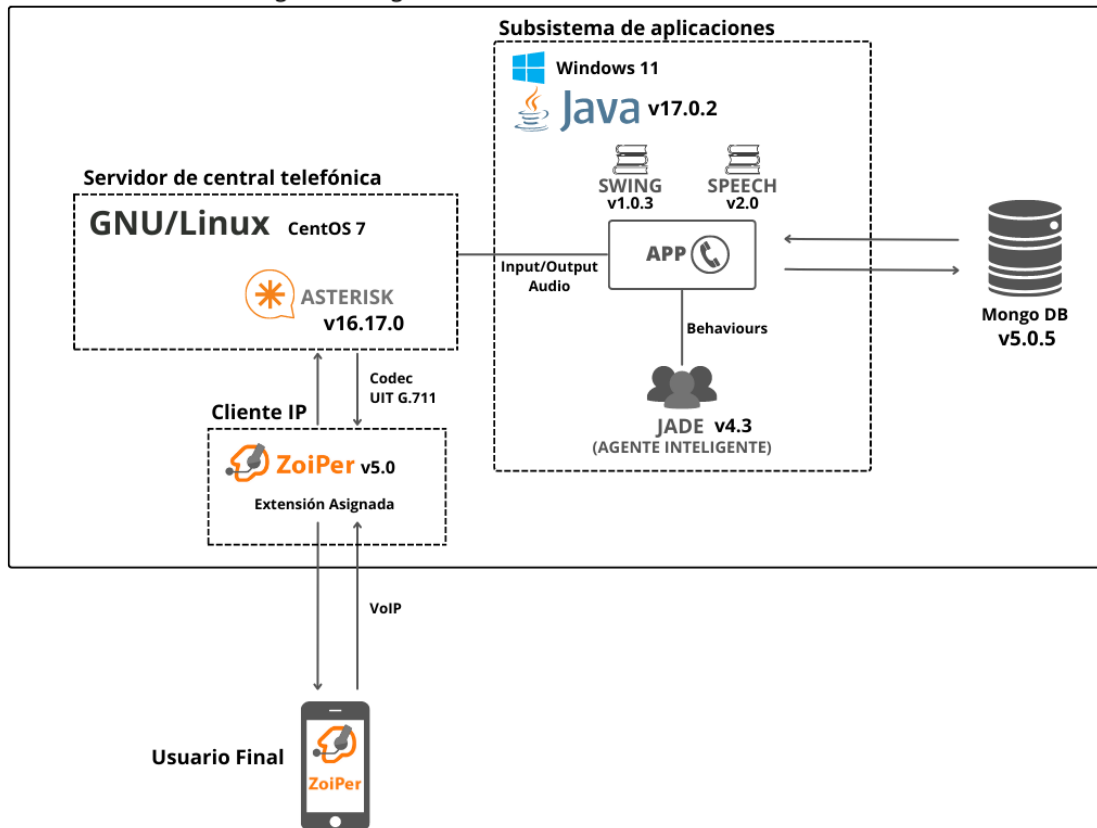 Subsistema de aplicaciones
Windows 11
Java v17.0.2
SWING
v1.0.3
SPEECH
v2.0
APP
Servidor de central telefónica
GNU/Linux CentOS 7
ASTERISK
v16.17.0
Input/Output
Audio
Mongo DB
v5.0.5
Behaviours
JADE v4.3
(AGENTE INTELIGENTE)
Codec
UIT G.711
Cliente IP
ZoiPer v5.0
Extensión Asignada
VoIP
Usuario Final
ZoiPer